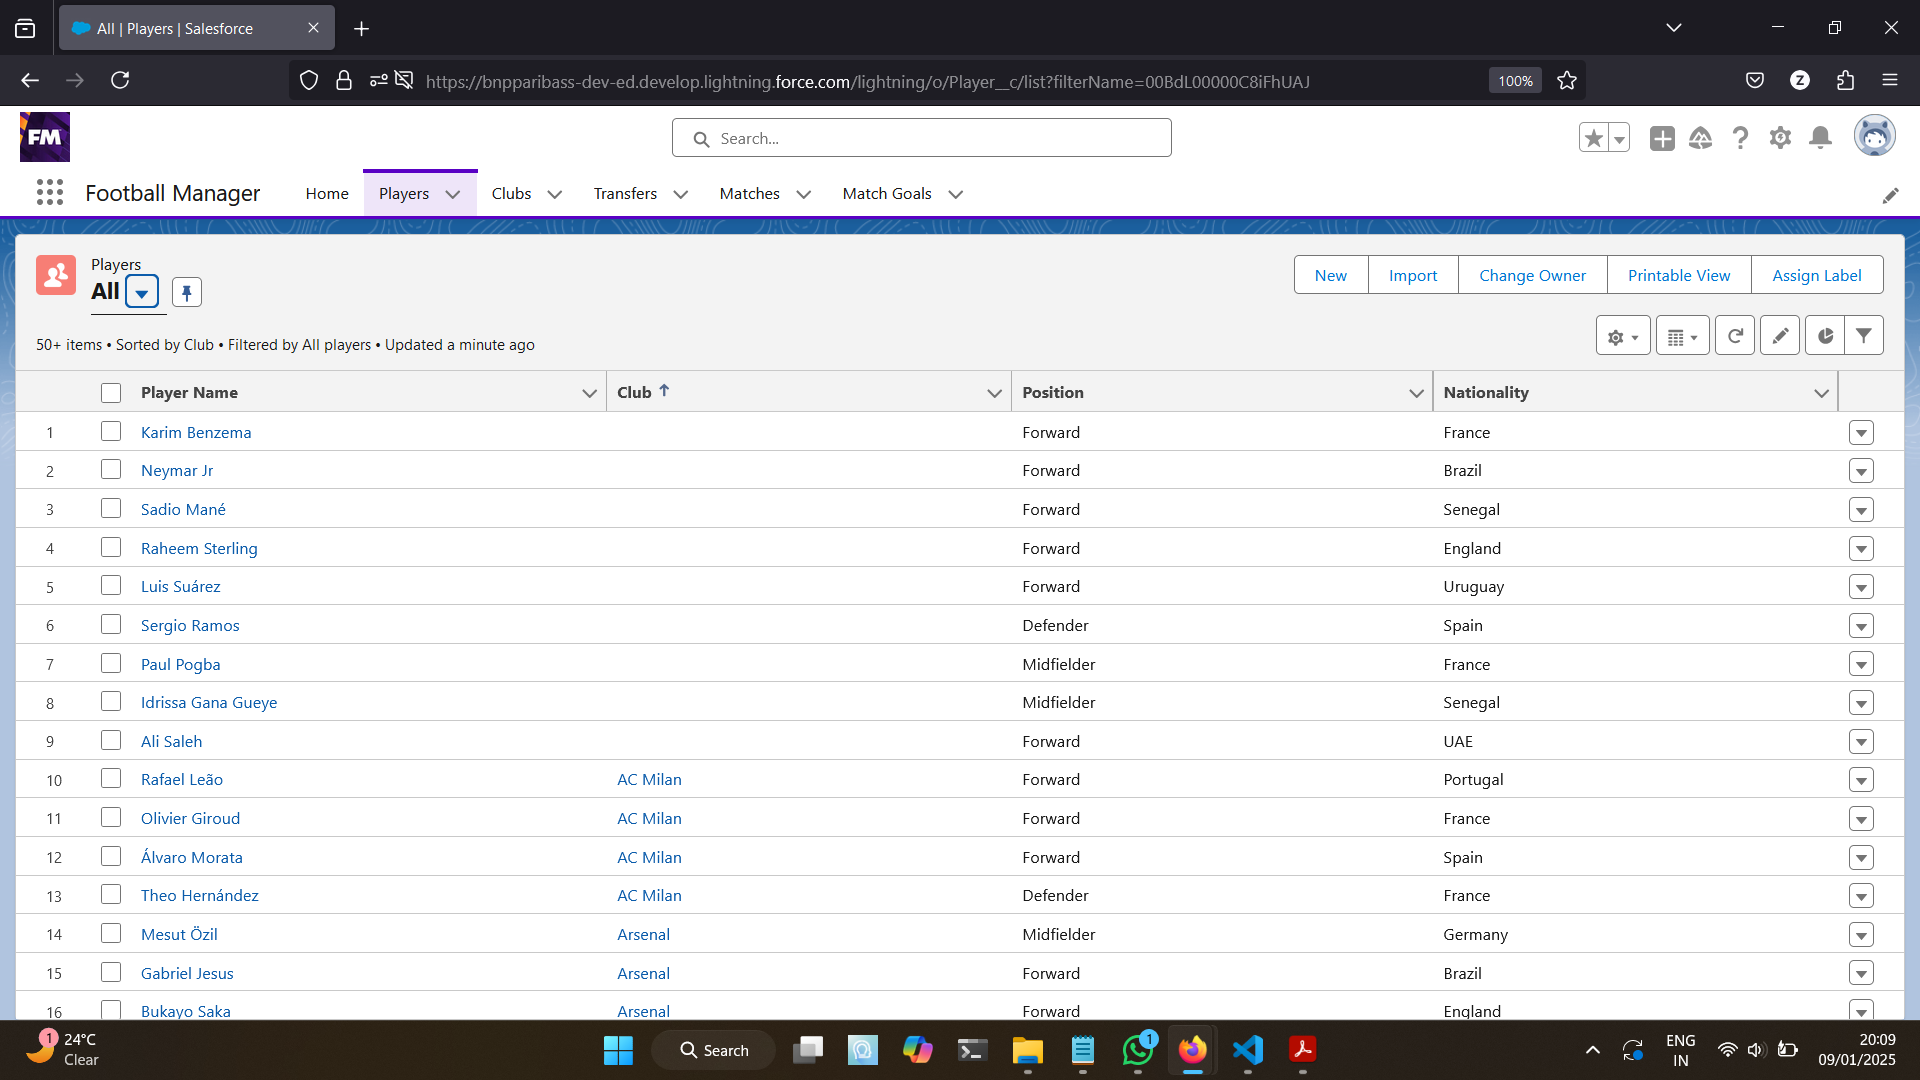 All | Players | Salesforce
https://bnpparibass-dev-ed.develop.lightning.force.com/lightning/o/Player__c/list?filterName=00BdL00000C8iFhUAJ
100%
Z
FM
Search...
Football Manager
Home
Players
Clubs
Transfers
Matches
Match Goals
Players
All
New
Import
Change Owner
Printable View
Assign Label
50+ items • Sorted by Club • Filtered by All players • Updated a minute ago
Player Name Club Position Nationality
1 Karim Benzema Forward France
2 Neymar Jr Forward Brazil
3 Sadio Mané Forward Senegal
4 Raheem Sterling Forward England
5 Luis Suárez Forward Uruguay
6 Sergio Ramos Defender Spain
7 Paul Pogba Midfielder France
8 Idrissa Gana Gueye Midfielder Senegal
9 Ali Saleh Forward UAE
10 Rafael Leão AC Milan Forward Portugal
11 Olivier Giroud AC Milan Forward France
12 Álvaro Morata AC Milan Forward Spain
13 Theo Hernández AC Milan Defender France
14 Mesut Özil Arsenal Midfielder Germany
15 Gabriel Jesus Arsenal Forward Brazil
16 Bukayo Saka Arsenal Forward England
1
24°C
Clear
Search
1
ENG
IN
20:09
09/01/2025